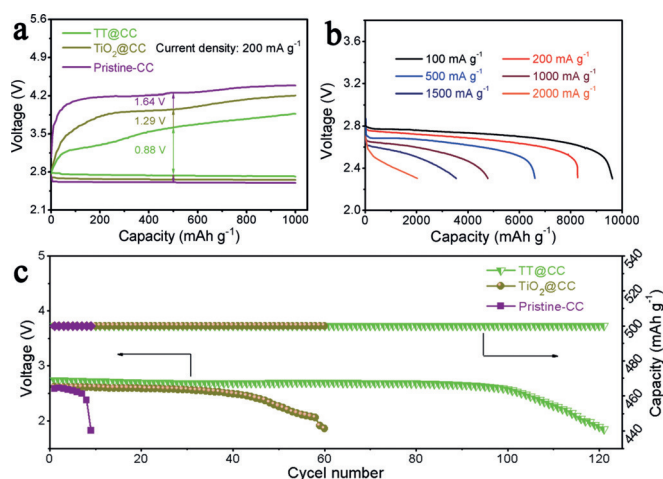 a
5.6
4.9
4.2
3.5
2.8
2.1
Voltage (V)
TT@CC
TiO₂@CC
Pristine-CC
Current density: 200 mA g⁻¹
1.64 V
1.29 V
0.88 V
0 200 400 600 800 1000
Capacity (mAh g⁻¹)
b
3.6
3.2
2.8
2.4
2.0
Voltage (V)
100 mA g⁻¹ 200 mA g⁻¹
500 mA g⁻¹ 1000 mA g⁻¹
1500 mA g⁻¹ 2000 mA g⁻¹
0 2000 4000 6000 8000 10000
Capacity (mAh g⁻¹)
c
5
4
3
2
Voltage (V)
TT@CC
TiO₂@CC
Pristine-CC
540
520
500
480
460
440
Capacity (mAh g⁻¹)
0 20 40 60 80 100 120
Cycel number